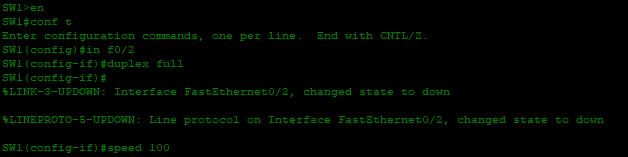 SW1>en
SW1#conf t
Enter configuration commands, one per line.  End with CNTL/Z.
SW1(config)#in f0/2
SW1(config-if)#duplex full
SW1(config-if)#
%LINK-3-UPDOWN: Interface FastEthernet0/2, changed state to down
%LINEPROTO-5-UPDOWN: Line protocol on Interface FastEthernet0/2, changed state to down
SW1(config-if)#speed 100